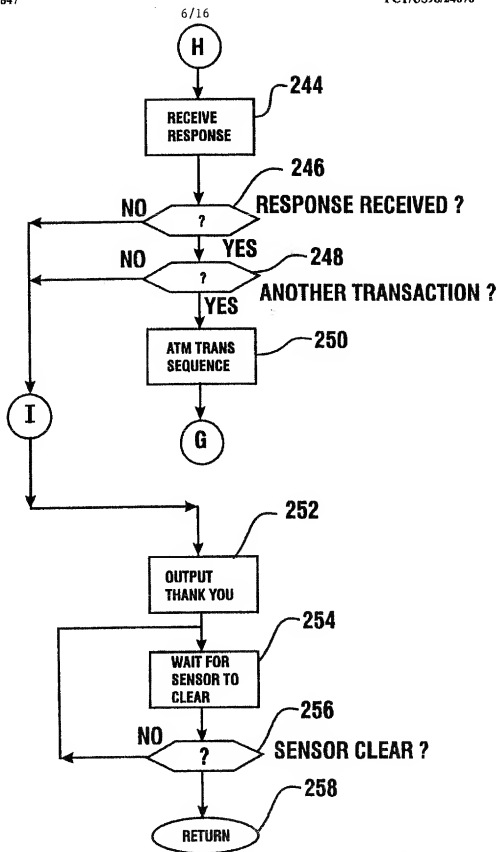 6/16
H
244
RECEIVE
RESPONSE
246
NO
?
RESPONSE RECEIVED ?
YES
248
NO
?
ANOTHER TRANSACTION ?
YES
250
ATM TRANS
SEQUENCE
I
G
252
OUTPUT
THANK YOU
254
WAIT FOR
SENSOR TO
CLEAR
256
NO
?
SENSOR CLEAR ?
258
RETURN